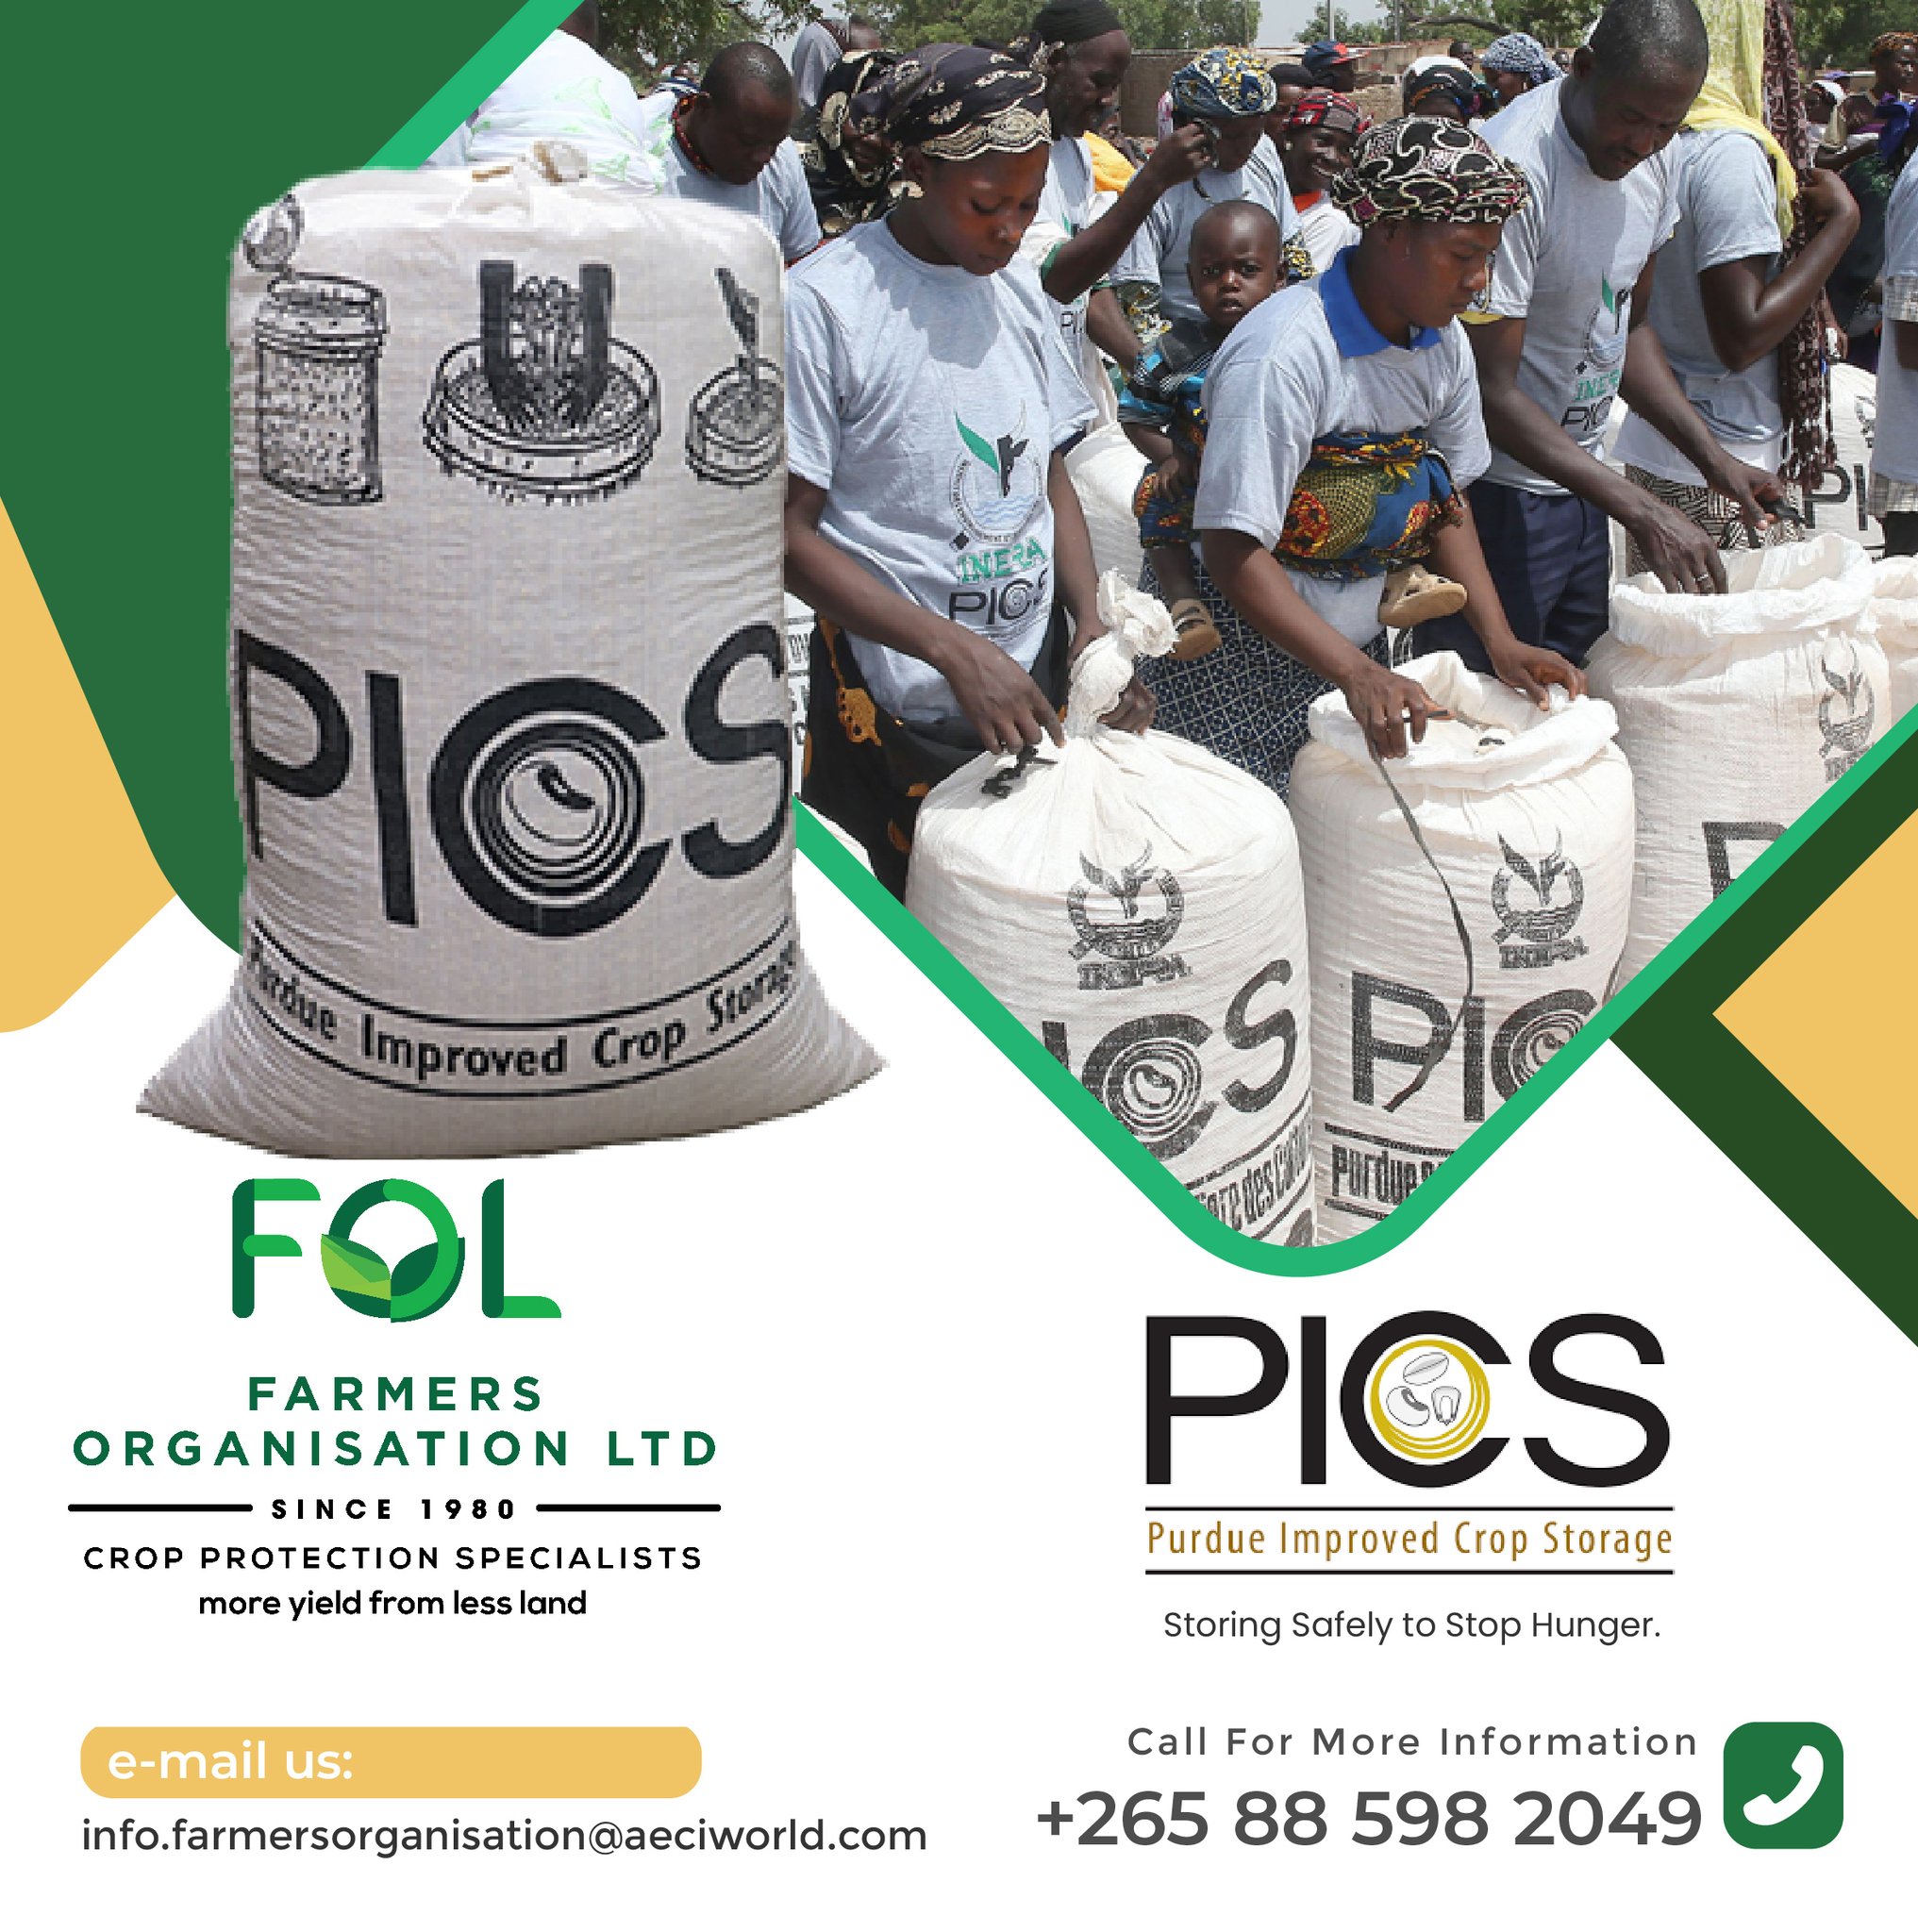 PICS
Purdue Improved Crop Storage
INERA
PICS
INERA
PICS
PICS
Purdue
FOL
FARMERS
ORGANISATION LTD
SINCE 1980
CROP PROTECTION SPECIALISTS
more yield from less land
PICS
Purdue Improved Crop Storage
Storing Safely to Stop Hunger.
e-mail us:
info.farmersorganisation@aeciworld.com
Call For More Information
+265 88 598 2049